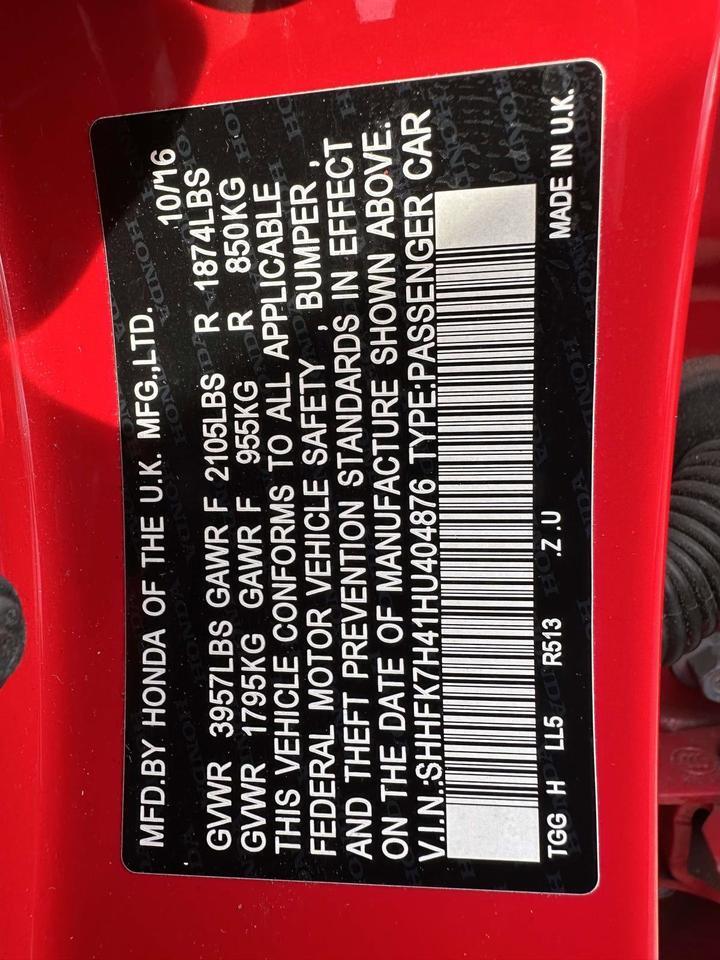 MFD.BY HONDA OF THE U.K. MFG.,LTD. 10/16
GVWR 3957LBS GAWR F 2105LBS R 1874LBS
GVWR 1795KG GAWR F 955KG R 850KG
THIS VEHICLE CONFORMS TO ALL APPLICABLE
FEDERAL MOTOR VEHICLE SAFETY , BUMPER ,
AND THEFT PREVENTION STANDARDS IN EFFECT
ON THE DATE OF MANUFACTURE SHOWN ABOVE.
V.I.N.:SHHFK7H41HU404876 TYPE:PASSENGER CAR
TGG H LL5 R513 .Z .U MADE IN U.K.